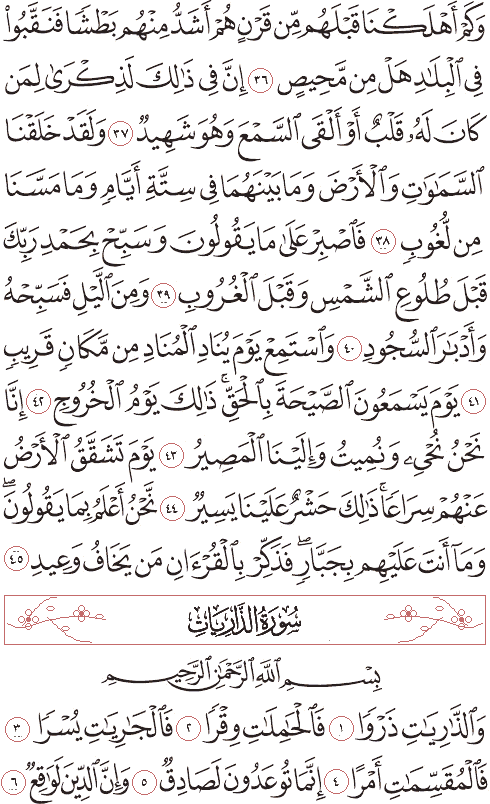 وَكَمْ أَهْلَكْنَا قَبْلَهُم مِّن قَرْنٍ هُمْ أَشَدُّ مِنْهُم بَطْشًا فَنَقَّبُوا۟
فِى ٱلْبِلَٰدِ هَلْ مِن مَّحِيصٍ ٣٦ إِنَّ فِى ذَٰلِكَ لَذِكْرَىٰ لِمَن
كَانَ لَهُۥ قَلْبٌ أَوْ أَلْقَى ٱلسَّمْعَ وَهُوَ شَهِيدٌ ٣٧ وَلَقَدْ خَلَقْنَا
ٱلسَّمَٰوَٰتِ وَٱلْأَرْضَ وَمَا بَيْنَهُمَا فِى سِتَّةِ أَيَّامٍ وَمَا مَسَّنَا
مِن لُّغُوبٍ ٣٨ فَٱصْبِرْ عَلَىٰ مَا يَقُولُونَ وَسَبِّحْ بِحَمْدِ رَبِّكَ
قَبْلَ طُلُوعِ ٱلشَّمْسِ وَقَبْلَ ٱلْغُرُوبِ ٣٩ وَمِنَ ٱلَّيْلِ فَسَبِّحْهُ
وَأَدْبَٰرَ ٱلسُّجُودِ ٤٠ وَٱسْتَمِعْ يَوْمَ يُنَادِ ٱلْمُنَادِ مِن مَّكَانٍ قَرِيبٍ
٤١ يَوْمَ يَسْمَعُونَ ٱلصَّيْحَةَ بِٱلْحَقِّ ۚ ذَٰلِكَ يَوْمُ ٱلْخُرُوجِ ٤٢ إِنَّا
نَحْنُ نُحْىِۦ وَنُمِيتُ وَإِلَيْنَا ٱلْمَصِيرُ ٤٣ يَوْمَ تَشَقَّقُ ٱلْأَرْضُ
عَنْهُمْ سِرَاعًا ۚ ذَٰلِكَ حَشْرٌ عَلَيْنَا يَسِيرٌ ٤٤ نَّحْنُ أَعْلَمُ بِمَا يَقُولُونَ ۖ
وَمَآ أَنتَ عَلَيْهِم بِجَبَّارٍ ۖ فَذَكِّرْ بِٱلْقُرْءَانِ مَن يَخَافُ وَعِيدِ ٤٥
سُورَةُ الذَّارِيَاتِ
بِسْمِ ٱللَّهِ ٱلرَّحْمَٰنِ ٱلرَّحِيمِ
وَٱلذَّٰرِيَٰتِ ذَرْوًا ١ فَٱلْحَٰمِلَٰتِ وِقْرًا ٢ فَٱلْجَٰرِيَٰتِ يُسْرًا ٣
فَٱلْمُقَسِّمَٰتِ أَمْرًا ٤ إِنَّمَا تُوعَدُونَ لَصَادِقٌ ٥ وَإِنَّ ٱلدِّينَ لَوَٰقِعٌ ٦